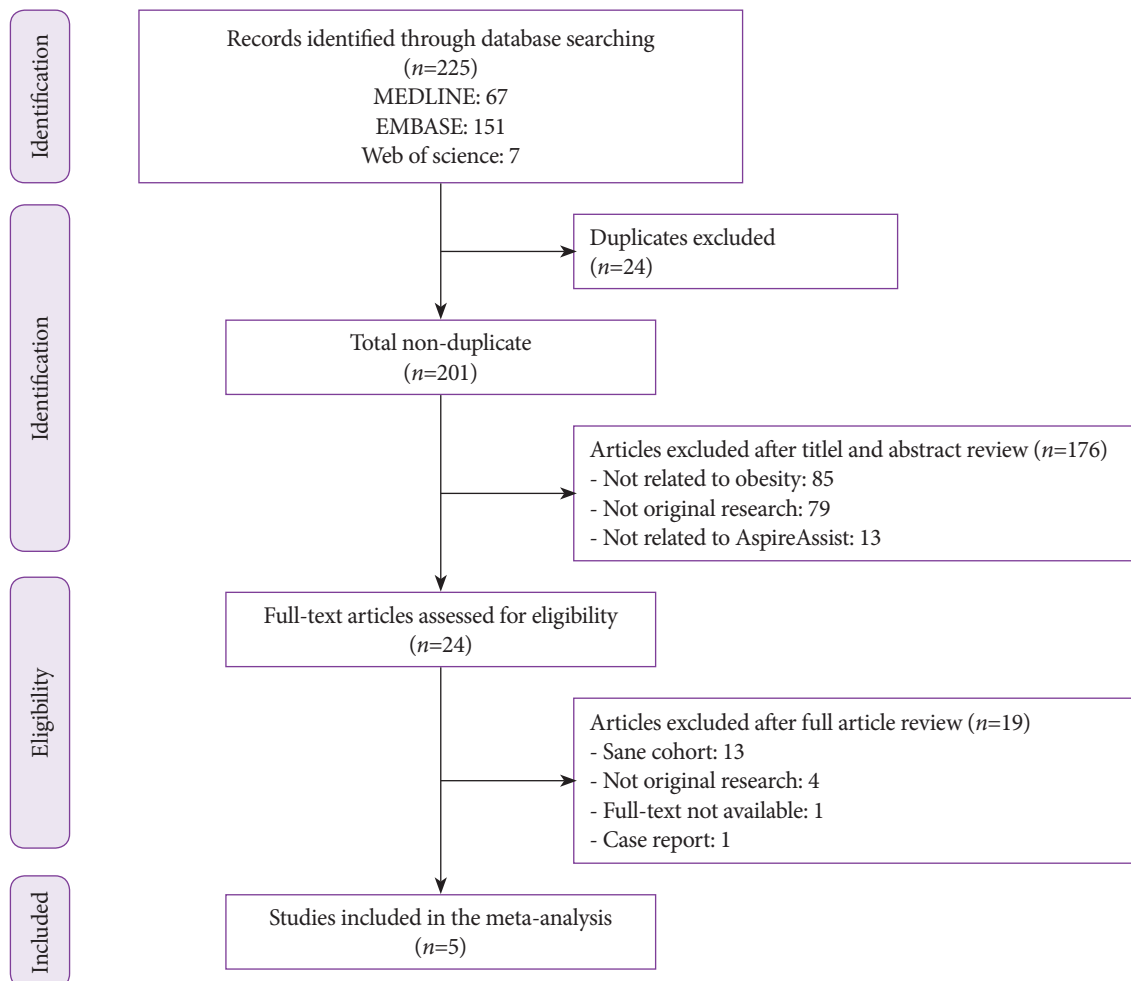 Identification
Records identified through database searching
(n=225)
MEDLINE: 67
EMBASE: 151
Web of science: 7
Identification
Duplicates excluded
(n=24)
Total non-duplicate
(n=201)
Articles excluded after titlel and abstract review (n=176)
- Not related to obesity: 85
- Not original research: 79
- Not related to AspireAssist: 13
Eligibility
Full-text articles assessed for eligibility
(n=24)
Articles excluded after full article review (n=19)
- Sane cohort: 13
- Not original research: 4
- Full-text not available: 1
- Case report: 1
Included
Studies included in the meta-analysis
(n=5)